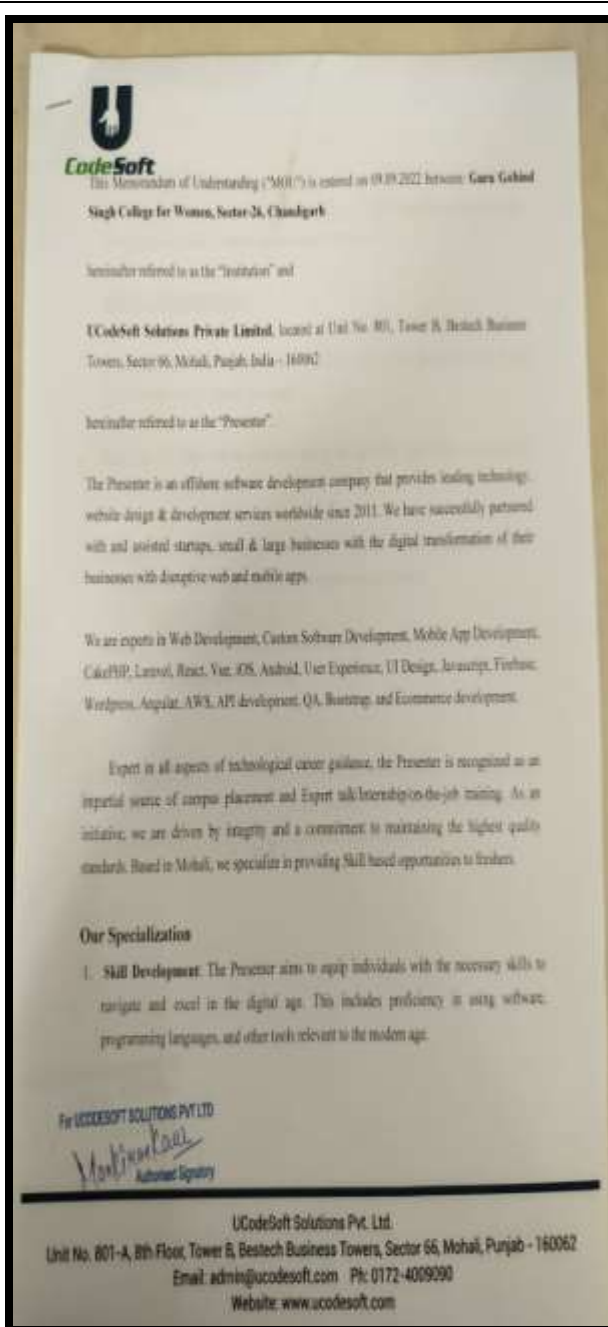 U
CodeSoft
This Memorandum of Understanding ("MOU") is entered on 09.09.2022 between: Guru Gobind
Singh College for Women, Sector-26, Chandigarh
hereinafter referred to as the "Institution" and
UCodeSoft Solutions Private Limited, located at Unit No. 801, Tower B, Bestech Business
Towers, Sector 66, Mohali, Punjab, India - 160062
hereinafter referred to as the "Presenter".
The Presenter is an offshore software development company that provides leading technology,
website design & development services worldwide since 2011. We have successfully partnered
with and assisted startups, small & large businesses with the digital transformation of their
businesses with disruptive web and mobile apps.
We are experts in Web Development, Custom Software Development, Mobile App Development,
CakePHP, Laravel, React, Vue, iOS, Android, User Experience, UI Design, Javascript, Firebase,
Wordpress, Angular, AWS, API development, QA, Bootstrap, and Ecommerce development.
Expert in all aspects of technological career guidance, the Presenter is recognized as an
impartial source of campus placement and Expert talk/Internship/on-the-job training. As an
initiative, we are driven by integrity and a commitment to maintaining the highest quality
standards. Based in Mohali, we specialize in providing Skill based opportunities to freshers.
Our Specialization
1. Skill Development: The Presenter aims to equip individuals with the necessary skills to
navigate and excel in the digital age. This includes proficiency in using software,
programming languages, and other tools relevant to the modern age.
For UCODESOFT SOLUTIONS PVT LTD
Authorised Signatory
UCodeSoft Solutions Pvt. Ltd.
Unit No. 801-A, 8th Floor, Tower B, Bestech Business Towers, Sector 66, Mohali, Punjab - 160062
Email: admin@ucodesoft.com Ph: 0172-4009090
Website: www.ucodesoft.com